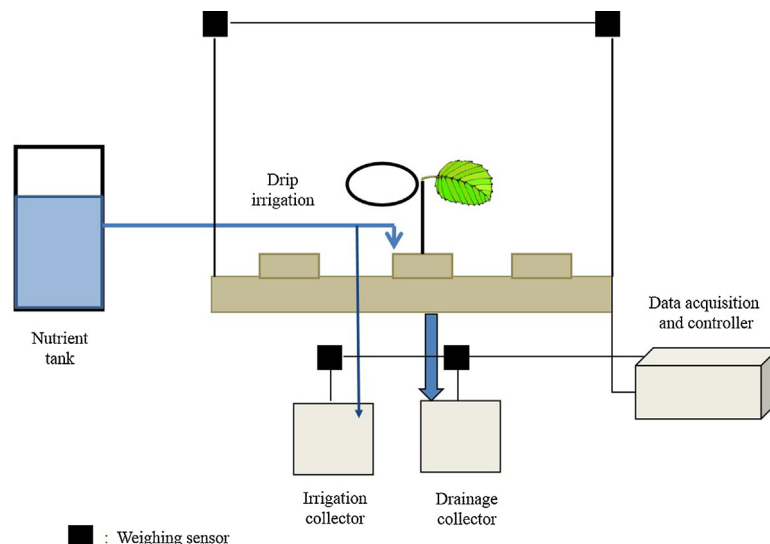 Drip
irrigation
Nutrient
tank
Data acquisition
and controller
Irrigation
collector
Drainage
collector
: Weighing sensor